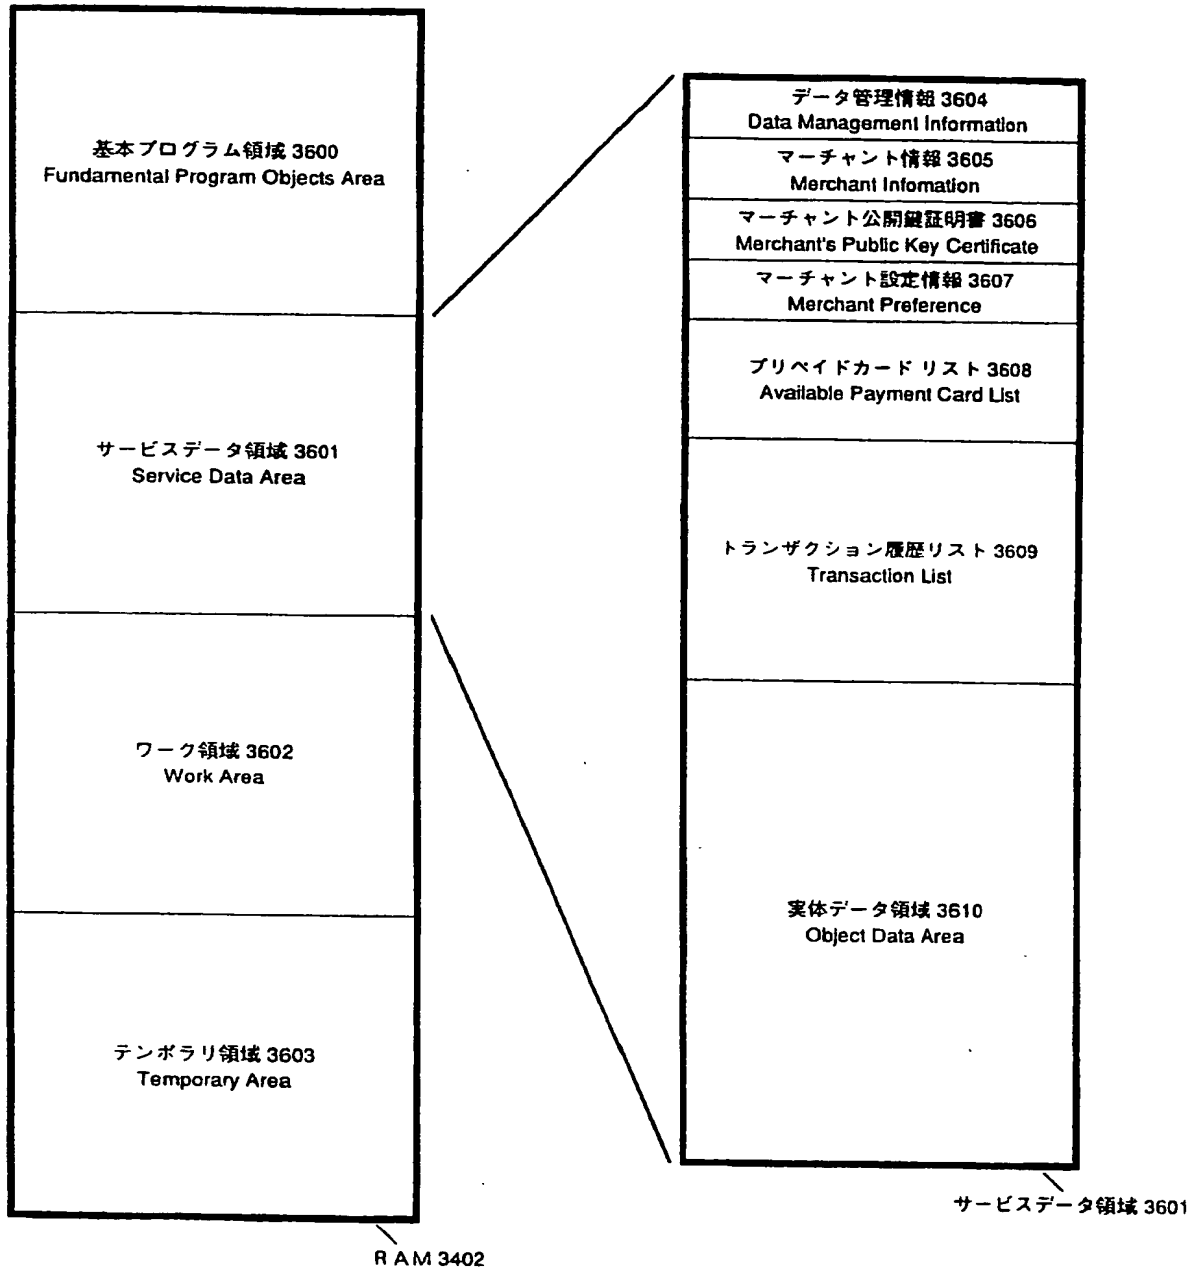 基本プログラム領域 3600
Fundamental Program Objects Area
サービスデータ領域 3601
Service Data Area
ワーク領域 3602
Work Area
テンポラリ領域 3603
Temporary Area
RAM 3402
データ管理情報 3604
Data Management Information
マーチャント情報 3605
Merchant Infomation
マーチャント公開鍵証明書 3606
Merchant's Public Key Certificate
マーチャント設定情報 3607
Merchant Preference
プリペイドカード リスト 3608
Available Payment Card List
トランザクション履歴リスト 3609
Transaction List
実体データ領域 3610
Object Data Area
サービスデータ領域 3601